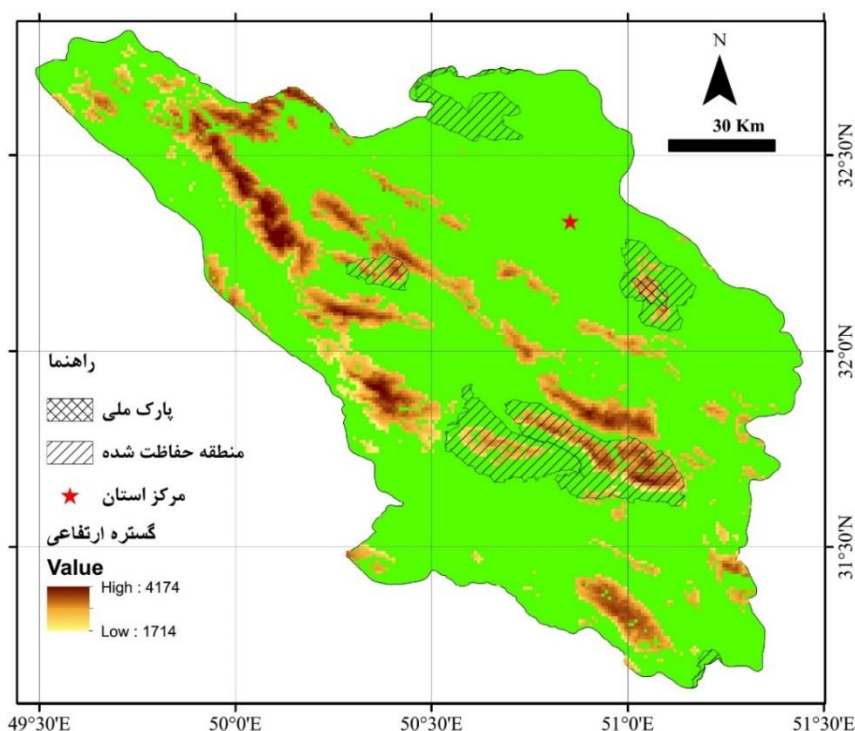 N
30 Km
32°30'N
32°0'N
31°30'N
راهنما
پارک ملی
منطقه حفاظت شده
مرکز استان
گستره ارتفاعی
Value
High : 4174
Low : 1714
49°30'E
50°0'E
50°30'E
51°0'E
51°30'E